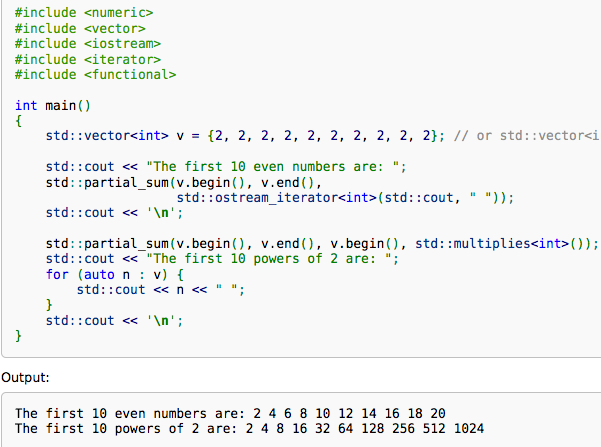 #include <numeric>
#include <vector>
#include <iostream>
#include <iterator>
#include <functional>

int main()
{
    std::vector<int> v = {2, 2, 2, 2, 2, 2, 2, 2, 2, 2}; // or std::vector<i

    std::cout << "The first 10 even numbers are: ";
    std::partial_sum(v.begin(), v.end(),
                     std::ostream_iterator<int>(std::cout, " "));
    std::cout << '\n';

    std::partial_sum(v.begin(), v.end(), v.begin(), std::multiplies<int>());
    std::cout << "The first 10 powers of 2 are: ";
    for (auto n : v) {
        std::cout << n << " ";
    }
    std::cout << '\n';
}
Output:
The first 10 even numbers are: 2 4 6 8 10 12 14 16 18 20
The first 10 powers of 2 are: 2 4 8 16 32 64 128 256 512 1024